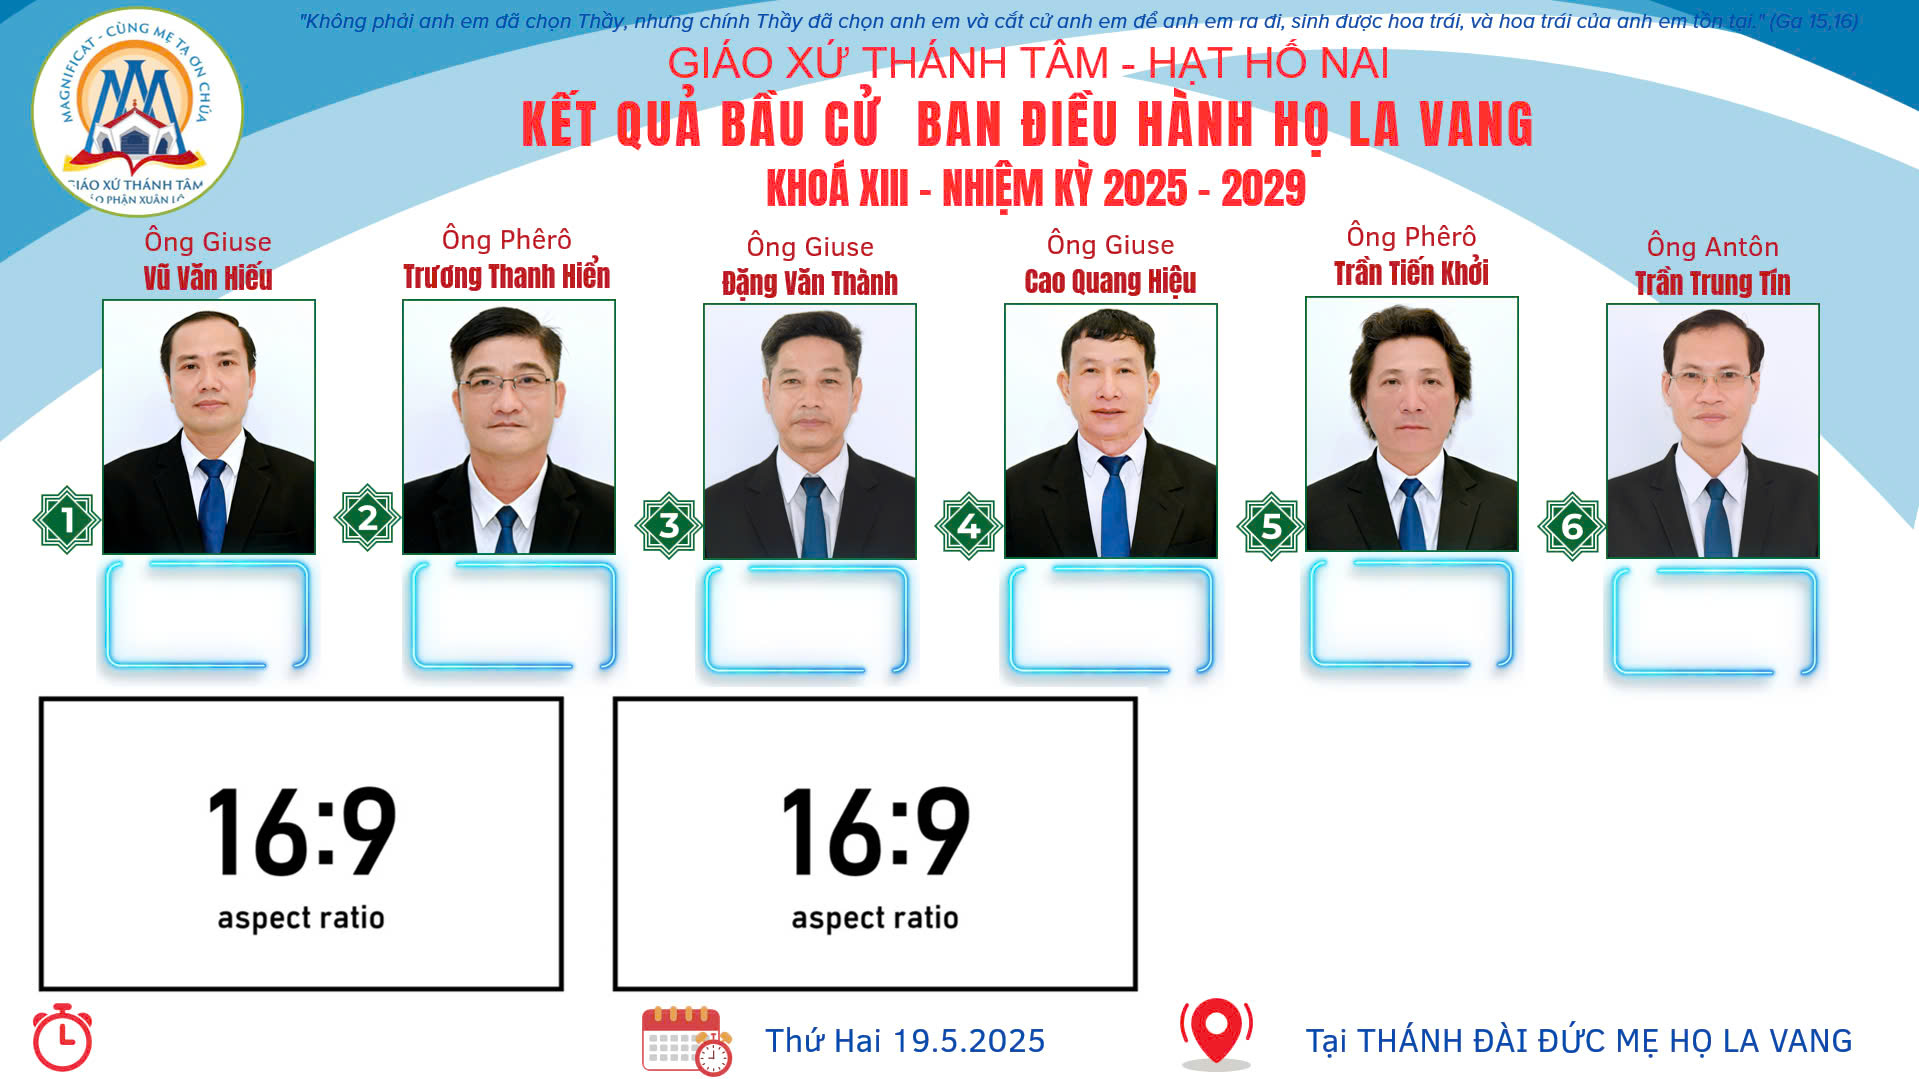 "Không phải anh em đã chọn Thầy, nhưng chính Thầy đã chọn anh em và cắt cử anh em để anh em ra đi, sinh được hoa trái, và hoa trái của anh em tồn tại." (Ga 15,16)
MAGNIFICAT - CÙNG MẸ TẠ ƠN CHÚA
GIÁO XỨ THÁNH TÂM
GIÁO XỨ THÁNH TÂM - HẠT HỐ NAI
KẾT QUẢ BẦU CỬ BAN ĐIỀU HÀNH HỌ LA VANG
KHOÁ XIII - NHIỆM KỲ 2025 - 2029
Ông Giuse
Vũ Văn Hiếu
1
Ông Phêrô
Trương Thanh Hiển
2
Ông Giuse
Đặng Văn Thành
3
Ông Giuse
Cao Quang Hiệu
4
Ông Phêrô
Trần Tiến Khởi
5
Ông Antôn
Trần Trung Tín
6
16:9
aspect ratio
16:9
aspect ratio
Thứ Hai 19.5.2025
Tại THÁNH ĐÀI ĐỨC MẸ HỌ LA VANG